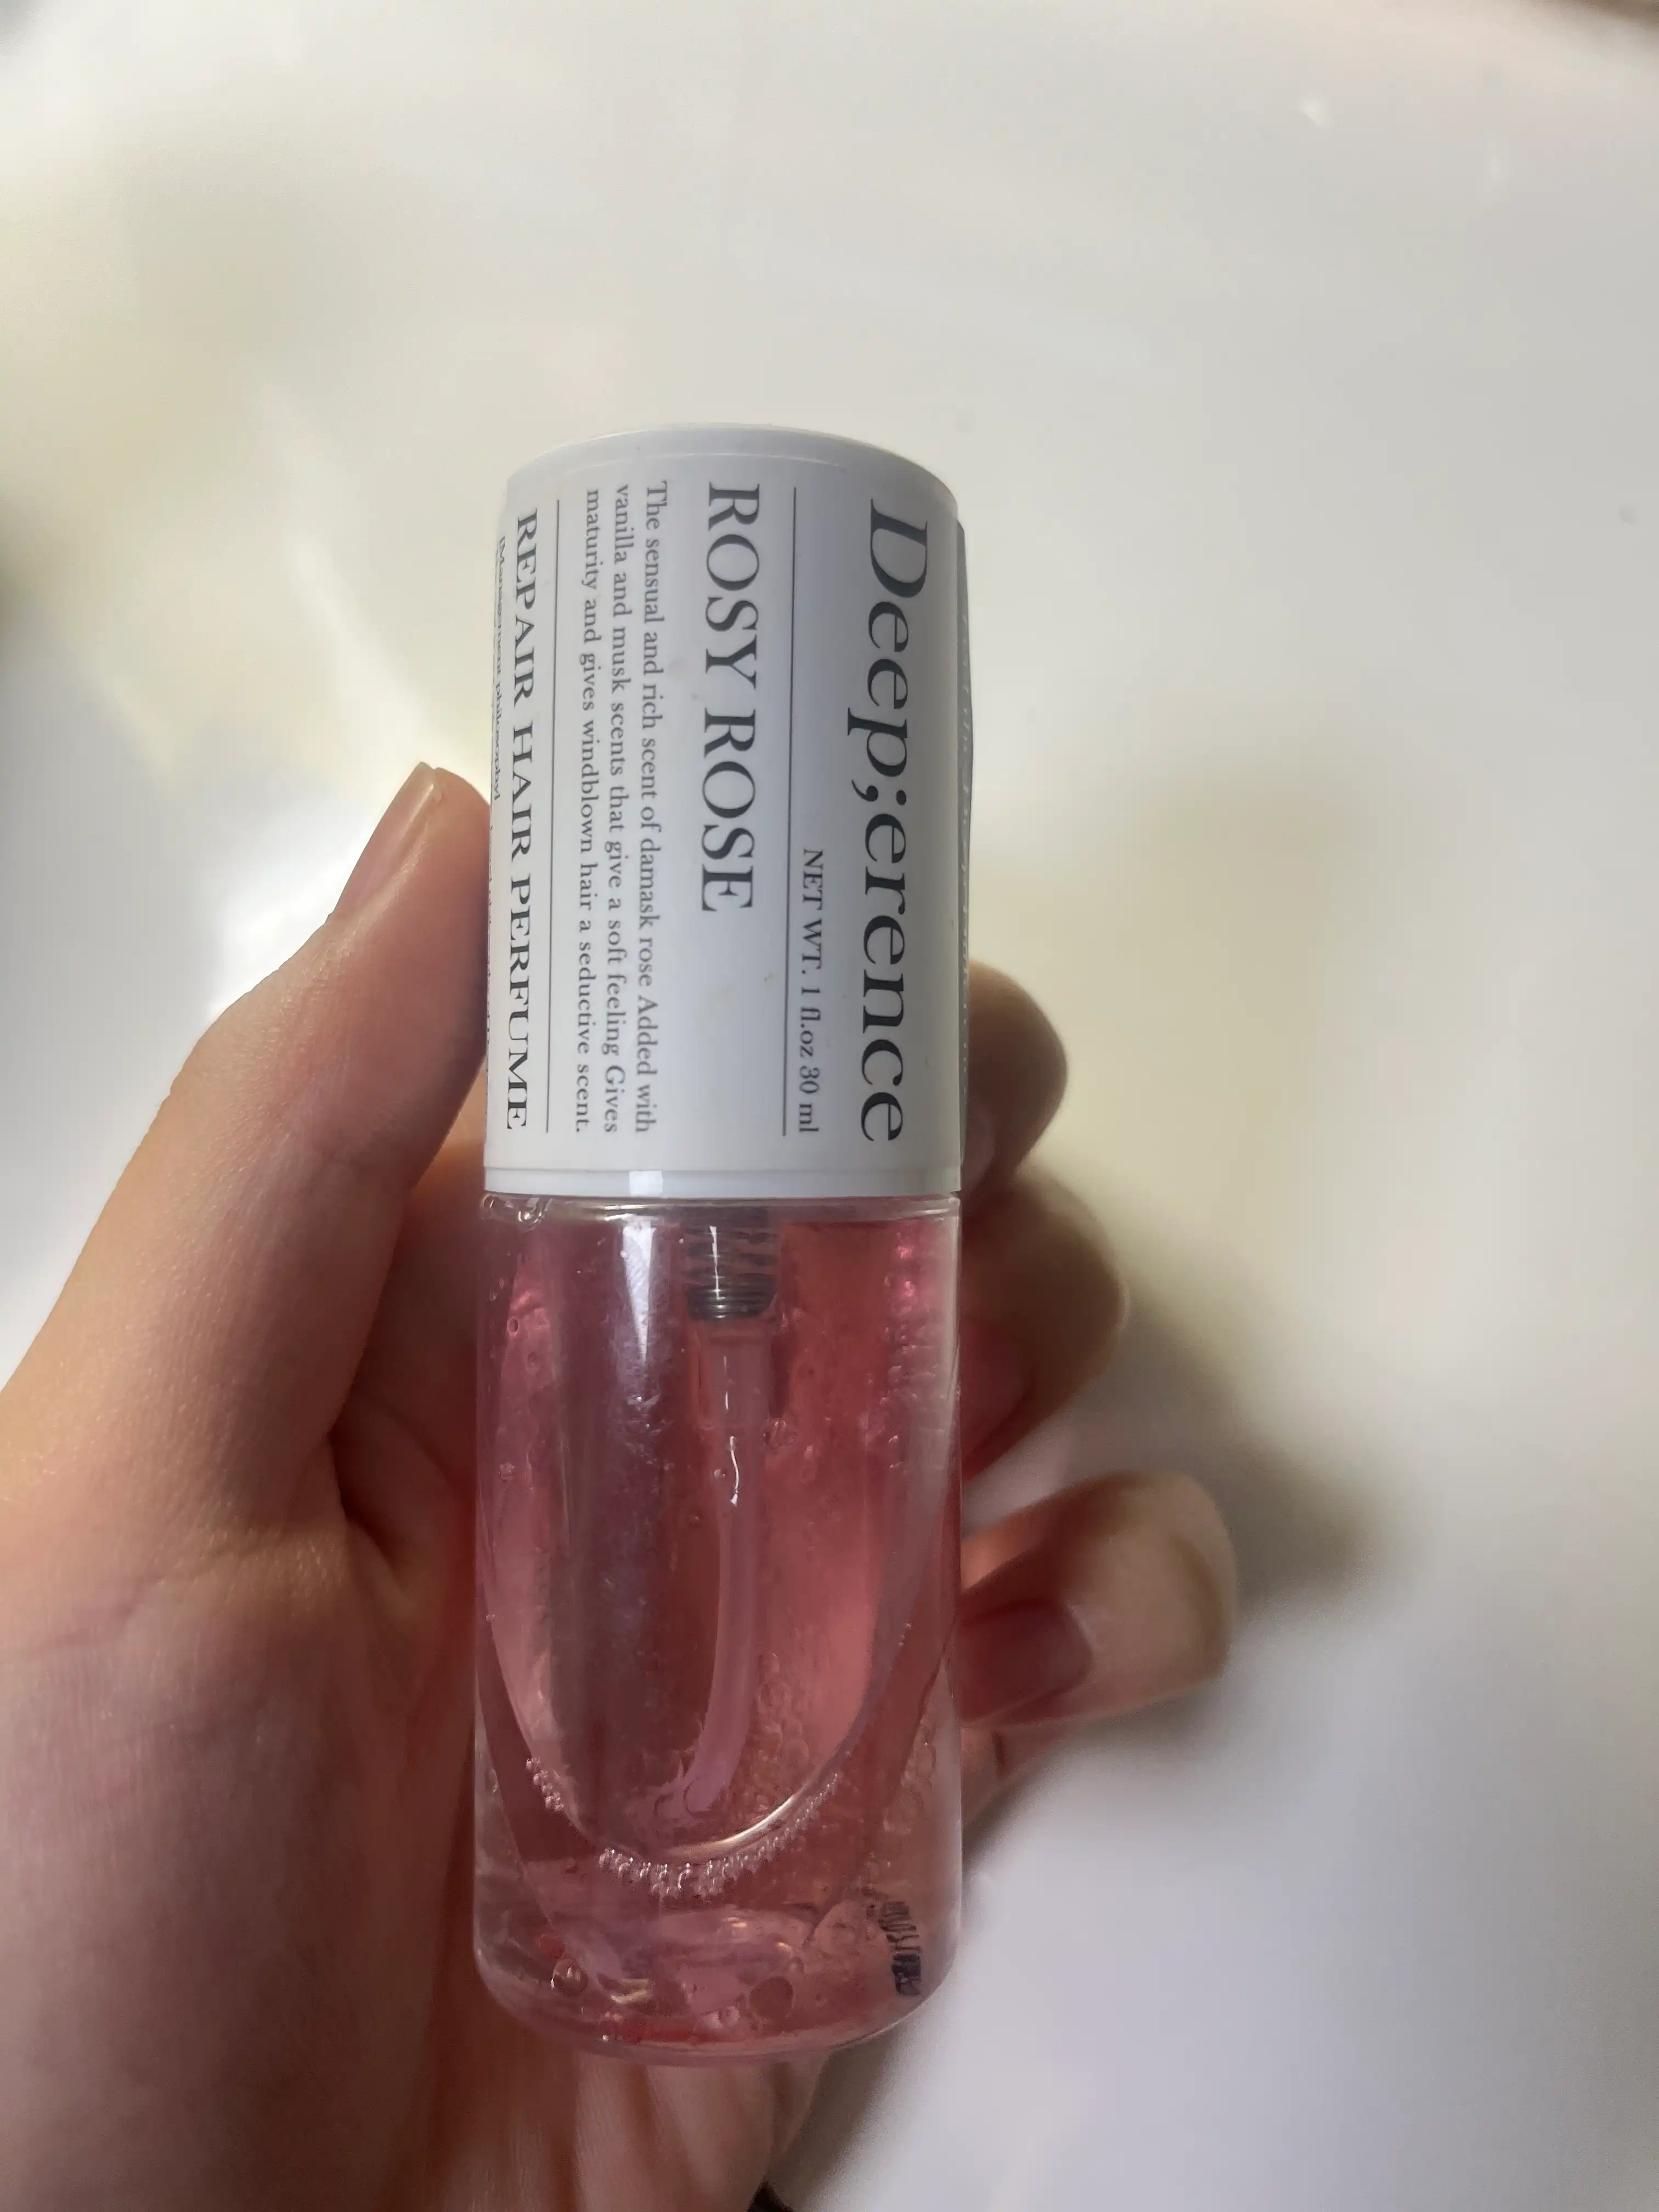 Deep;erence
NET WT. 1 fl.oz 30 ml
ROSY ROSE
The sensual and rich scent of damask rose Added with
vanilla and musk scents that give a soft feeling Gives
maturity and gives windblown hair a seductive scent.
REPAIR HAIR PERFUME
[Management philosophy]